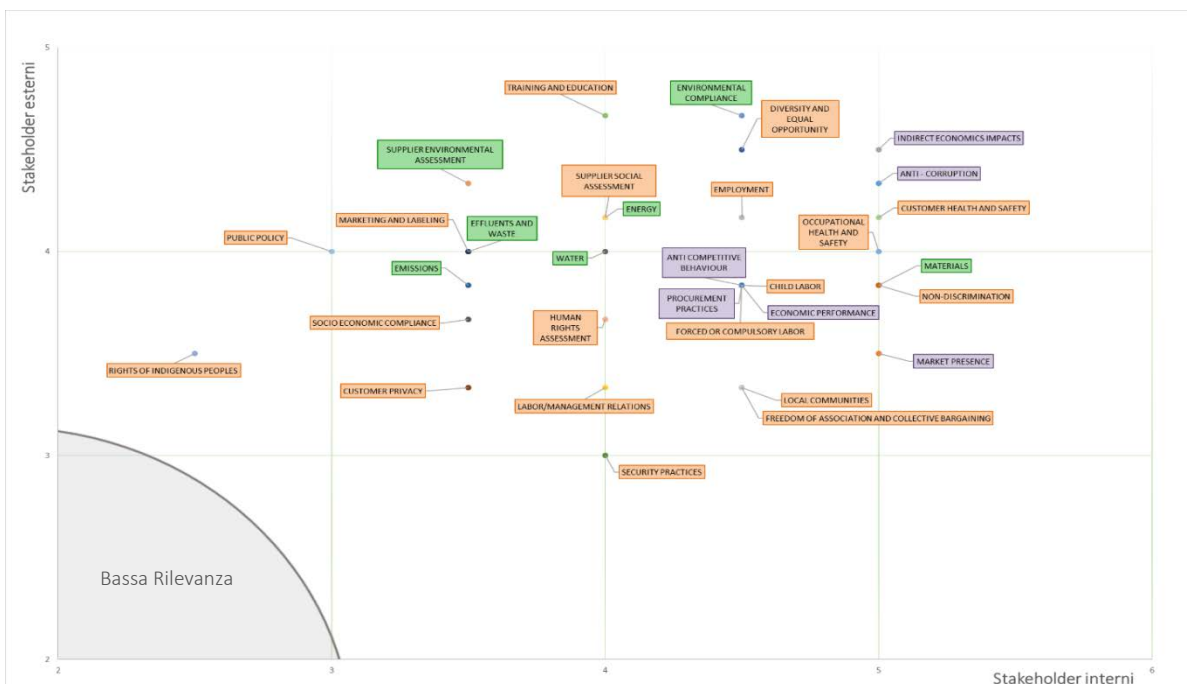 5
Stakeholder esterni
TRAINING AND EDUCATION
ENVIRONMENTAL
COMPLIANCE
DIVERSITY AND
EQUAL
OPPORTUNITY
INDIRECT ECONOMICS IMPACTS
SUPPLIER ENVIRONMENTAL
ASSESSMENT
SUPPLIER SOCIAL
ASSESSMENT
EMPLOYMENT
ANTI - CORRUPTION
ENERGY
CUSTOMER HEALTH AND SAFETY
MARKETING AND LABELING
EFFLUENTS AND
WASTE
OCCUPATIONAL
HEALTH AND
SAFETY
PUBLIC POLICY
4
WATER
ANTI COMPETITIVE
BEHAVIOUR
EMISSIONS
MATERIALS
CHILD LABOR
NON-DISCRIMINATION
PROCUREMENT
PRACTICES
ECONOMIC PERFORMANCE
SOCIO ECONOMIC COMPLIANCE
HUMAN
RIGHTS
ASSESSMENT
FORCED OR COMPULSORY LABOR
MARKET PRESENCE
RIGHTS OF INDIGENOUS PEOPLES
CUSTOMER PRIVACY
LABOR/MANAGEMENT RELATIONS
LOCAL COMMUNITIES
FREEDOM OF ASSOCIATION AND COLLECTIVE BARGAINING
3
SECURITY PRACTICES
Bassa Rilevanza
2
2 3 4 5 6
Stakeholder interni